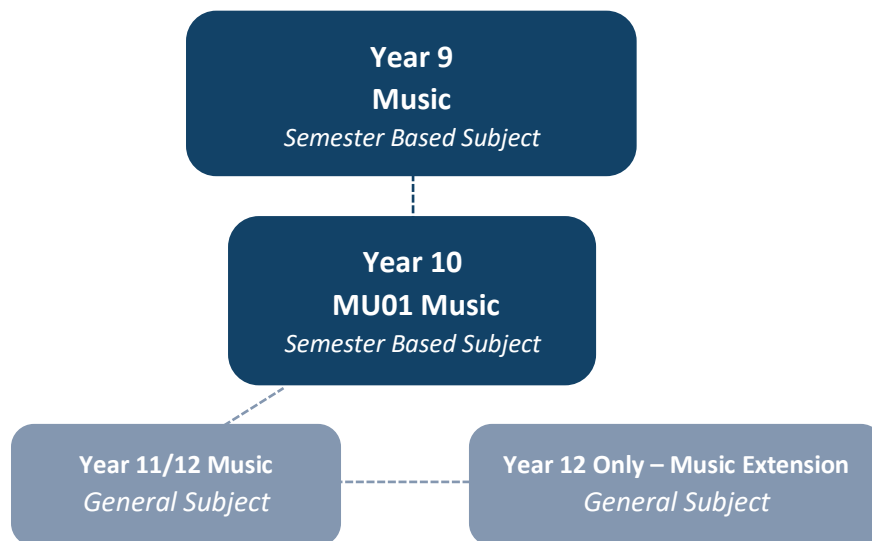 Year 9
Music
Semester Based Subject
Year 10
MU01 Music
Semester Based Subject
Year 11/12 Music
General Subject
Year 12 Only – Music Extension
General Subject